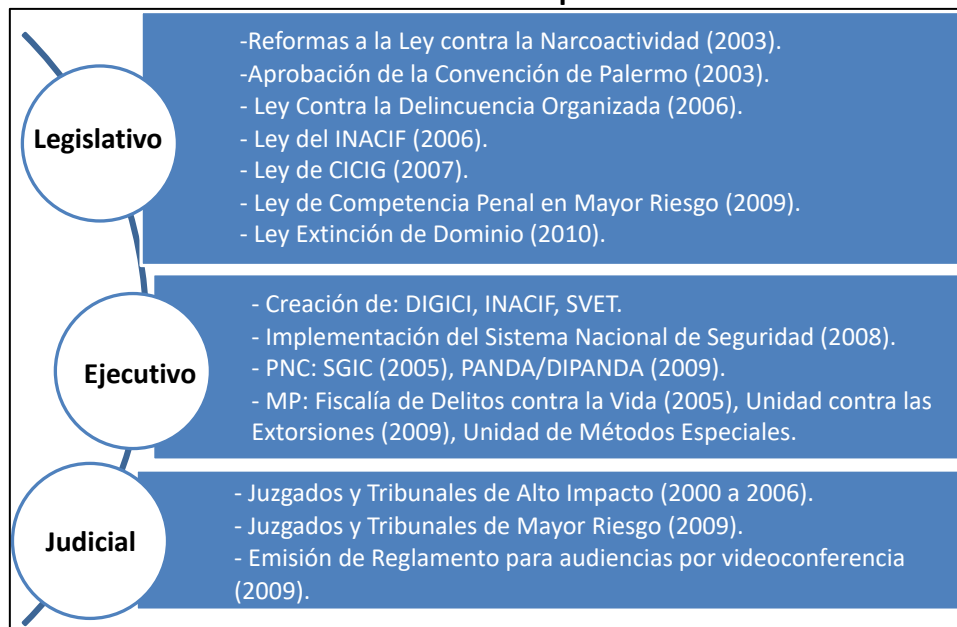 -Reformas a la Ley contra la Narcoactividad (2003).
-Aprobación de la Convención de Palermo (2003).
- Ley Contra la Delincuencia Organizada (2006).
Legislativo
- Ley del INACIF (2006).
- Ley de CICIG (2007).
- Ley de Competencia Penal en Mayor Riesgo (2009).
- Ley Extinción de Dominio (2010).
- Creación de: DIGICI, INACIF, SVET.
- Implementación del Sistema Nacional de Seguridad (2008).
Ejecutivo
- PNC: SGIC (2005), PANDA/DIPANDA (2009).
- MP: Fiscalía de Delitos contra la Vida (2005), Unidad contra las
Extorsiones (2009), Unidad de Métodos Especiales.
- Juzgados y Tribunales de Alto Impacto (2000 a 2006).
- Juzgados y Tribunales de Mayor Riesgo (2009).
Judicial
- Emisión de Reglamento para audiencias por videoconferencia
(2009).